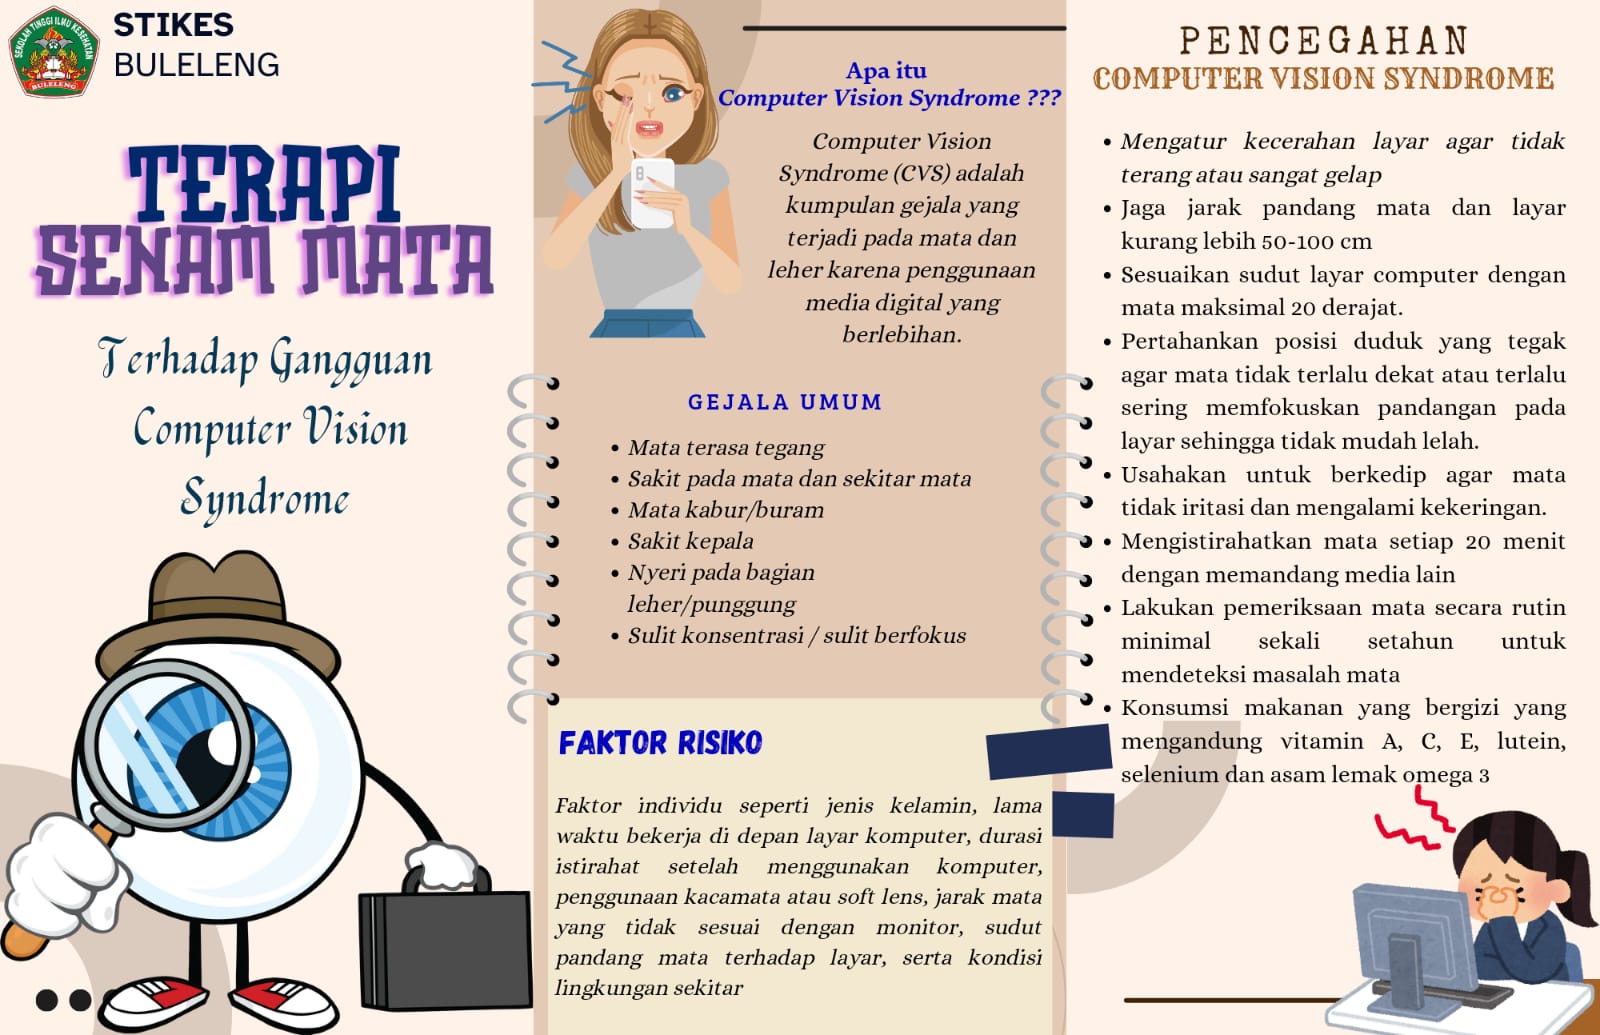 SEKOLAH TINGGI ILMU KESEHATAN
BULELENG
STIKES
BULELENG
TERAPI
SENAM MATA
Terhadap Gangguan
Computer Vision
Syndrome
Apa itu
Computer Vision Syndrome ???
Computer Vision
Syndrome (CVS) adalah
kumpulan gejala yang
terjadi pada mata dan
leher karena penggunaan
media digital yang
berlebihan.
GEJALA UMUM
• Mata terasa tegang
• Sakit pada mata dan sekitar mata
• Mata kabur/buram
• Sakit kepala
• Nyeri pada bagian
leher/punggung
• Sulit konsentrasi / sulit berfokus
FAKTOR RISIKO
Faktor individu seperti jenis kelamin, lama
waktu bekerja di depan layar komputer, durasi
istirahat setelah menggunakan komputer,
penggunaan kacamata atau soft lens, jarak mata
yang tidak sesuai dengan monitor, sudut
pandang mata terhadap layar, serta kondisi
lingkungan sekitar
PENCEGAHAN
COMPUTER VISION SYNDROME
• Mengatur kecerahan layar agar tidak
terang atau sangat gelap
• Jaga jarak pandang mata dan layar
kurang lebih 50-100 cm
• Sesuaikan sudut layar computer dengan
mata maksimal 20 derajat.
• Pertahankan posisi duduk yang tegak
agar mata tidak terlalu dekat atau terlalu
sering memfokuskan pandangan pada
layar sehingga tidak mudah lelah.
• Usahakan untuk berkedip agar mata
tidak iritasi dan mengalami kekeringan.
• Mengistirahatkan mata setiap 20 menit
dengan memandang media lain
• Lakukan pemeriksaan mata secara rutin
minimal sekali setahun untuk
mendeteksi masalah mata
• Konsumsi makanan yang bergizi yang
mengandung vitamin A, C, E, lutein,
selenium dan asam lemak omega 3